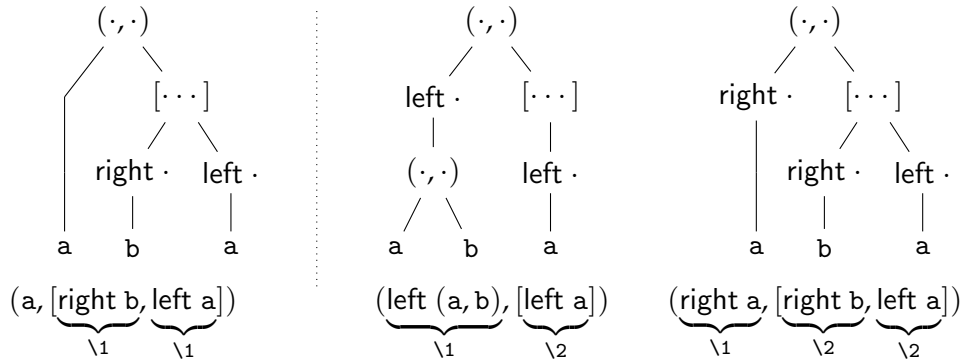 (·, ·) (·, ·) (·, ·)
left · [· · ·] right · [· · ·]
[· · ·]
right · left · (·, ·) left · right · left ·
a b a a b a a b a
(a, [right b, left a]) (left (a, b), [left a]) (right a, [right b, left a])
\1 \1 \1 \2 \1 \2 \2